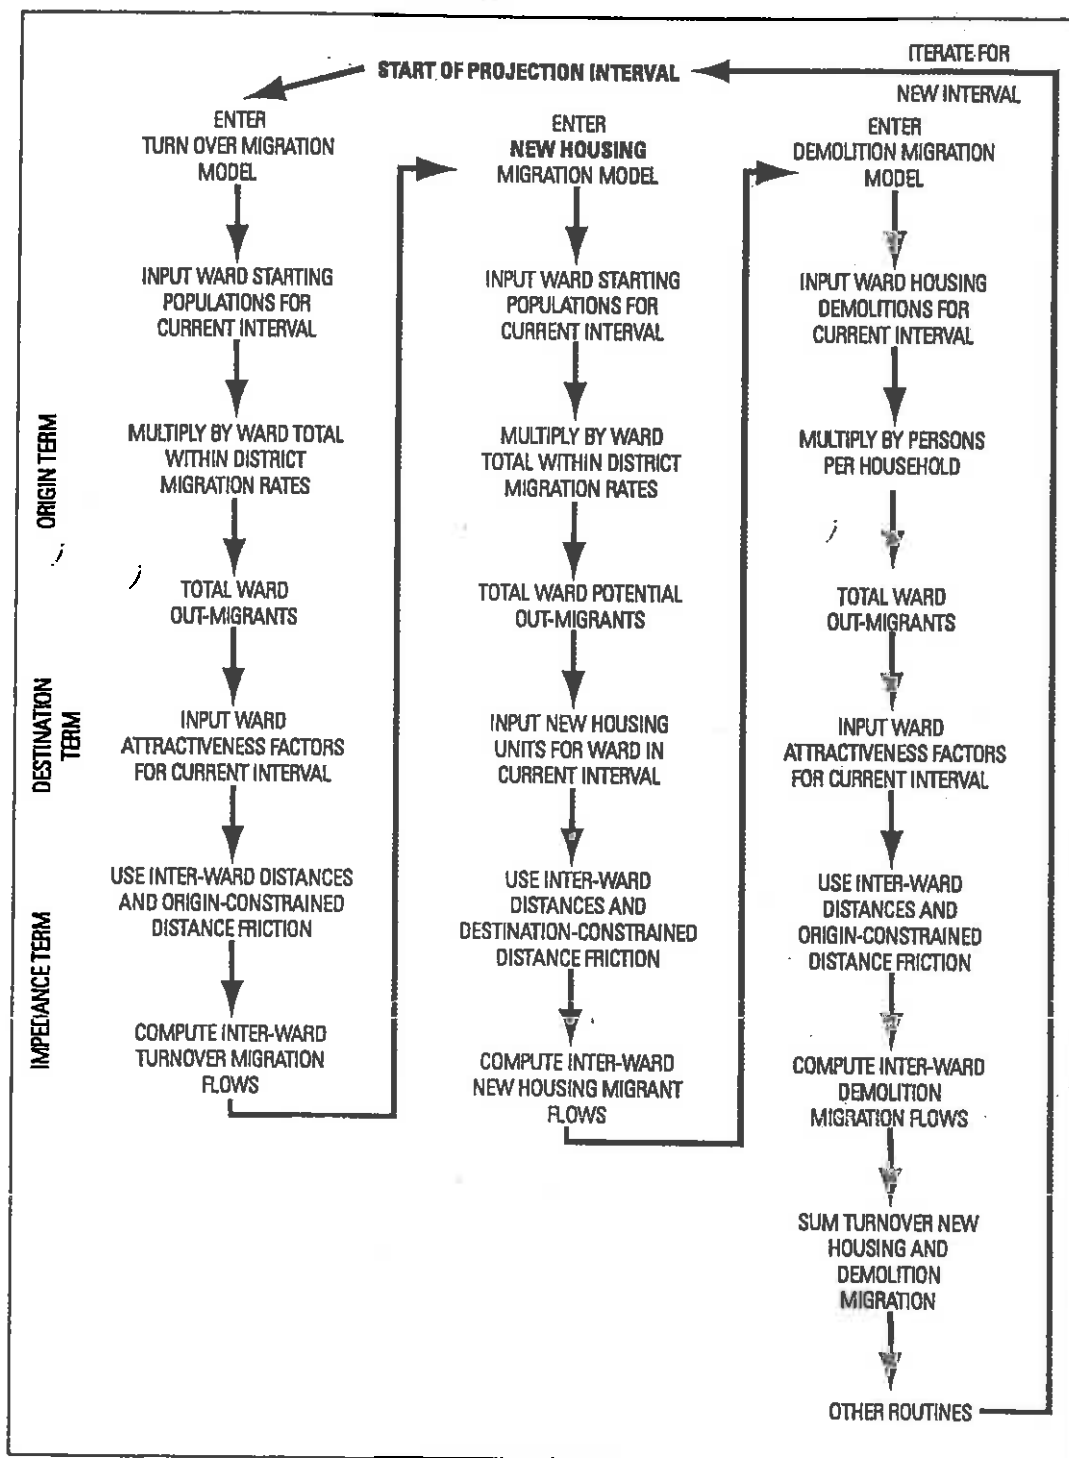 ITERATE FOR
START OF PROJECTION INTERVAL
NEW INTERVAL
ENTER
TURN OVER MIGRATION
MODEL
INPUT WARD STARTING
POPULATIONS FOR
CURRENT INTERVAL
MULTIPLY BY WARD TOTAL
WITHIN DISTRICT
MIGRATION RATES
TOTAL WARD
OUT-MIGRANTS
INPUT WARD
ATTRACTIVENESS FACTORS
FOR CURRENT INTERVAL
USE INTER-WARD DISTANCES
AND ORIGIN-CONSTRAINED
DISTANCE FRICTION
COMPUTE INTER-WARD
TURNOVER MIGRATION
FLOWS
ENTER
NEW HOUSING
MIGRATION MODEL
INPUT WARD STARTING
POPULATIONS FOR
CURRENT INTERVAL
MULTIPLY BY WARD
TOTAL WITHIN DISTRICT
MIGRATION RATES
TOTAL WARD POTENTIAL
OUT-MIGRANTS
INPUT NEW HOUSING
UNITS FOR WARD IN
CURRENT INTERVAL
USE INTER-WARD
DISTANCES AND
DESTINATION-CONSTRAINED
DISTANCE FRICTION
COMPUTE INTER-WARD
NEW HOUSING MIGRANT
FLOWS
ENTER
DEMOLITION MIGRATION
MODEL
INPUT WARD HOUSING
DEMOLITIONS FOR
CURRENT INTERVAL
MULTIPLY BY PERSONS
PER HOUSEHOLD
TOTAL WARD
OUT-MIGRANTS
INPUT WARD
ATTRACTIVENESS FACTORS
FOR CURRENT INTERVAL
USE INTER-WARD
DISTANCES AND
ORIGIN-CONSTRAINED
DISTANCE FRICTION
COMPUTE INTER-WARD
DEMOLITION
MIGRATION FLOWS
SUM TURNOVER NEW
HOUSING AND
DEMOLITION
MIGRATION
OTHER ROUTINES
ORIGIN TERM
DESTINATION
TERM
IMPEDANCE TERM